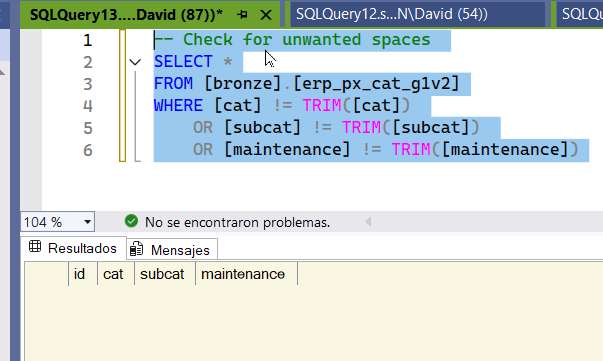 SQLQuery13....David (87))*
SQLQuery12.s...N\David (54))
SQLQu
1 -- Check for unwanted spaces
2 SELECT *
3 FROM [bronze].[erp_px_cat_g1v2]
4 WHERE [cat] != TRIM([cat])
5 OR [subcat] != TRIM([subcat])
6 OR [maintenance] != TRIM([maintenance])
104 %
No se encontraron problemas.
Resultados
Mensajes
id cat subcat maintenance